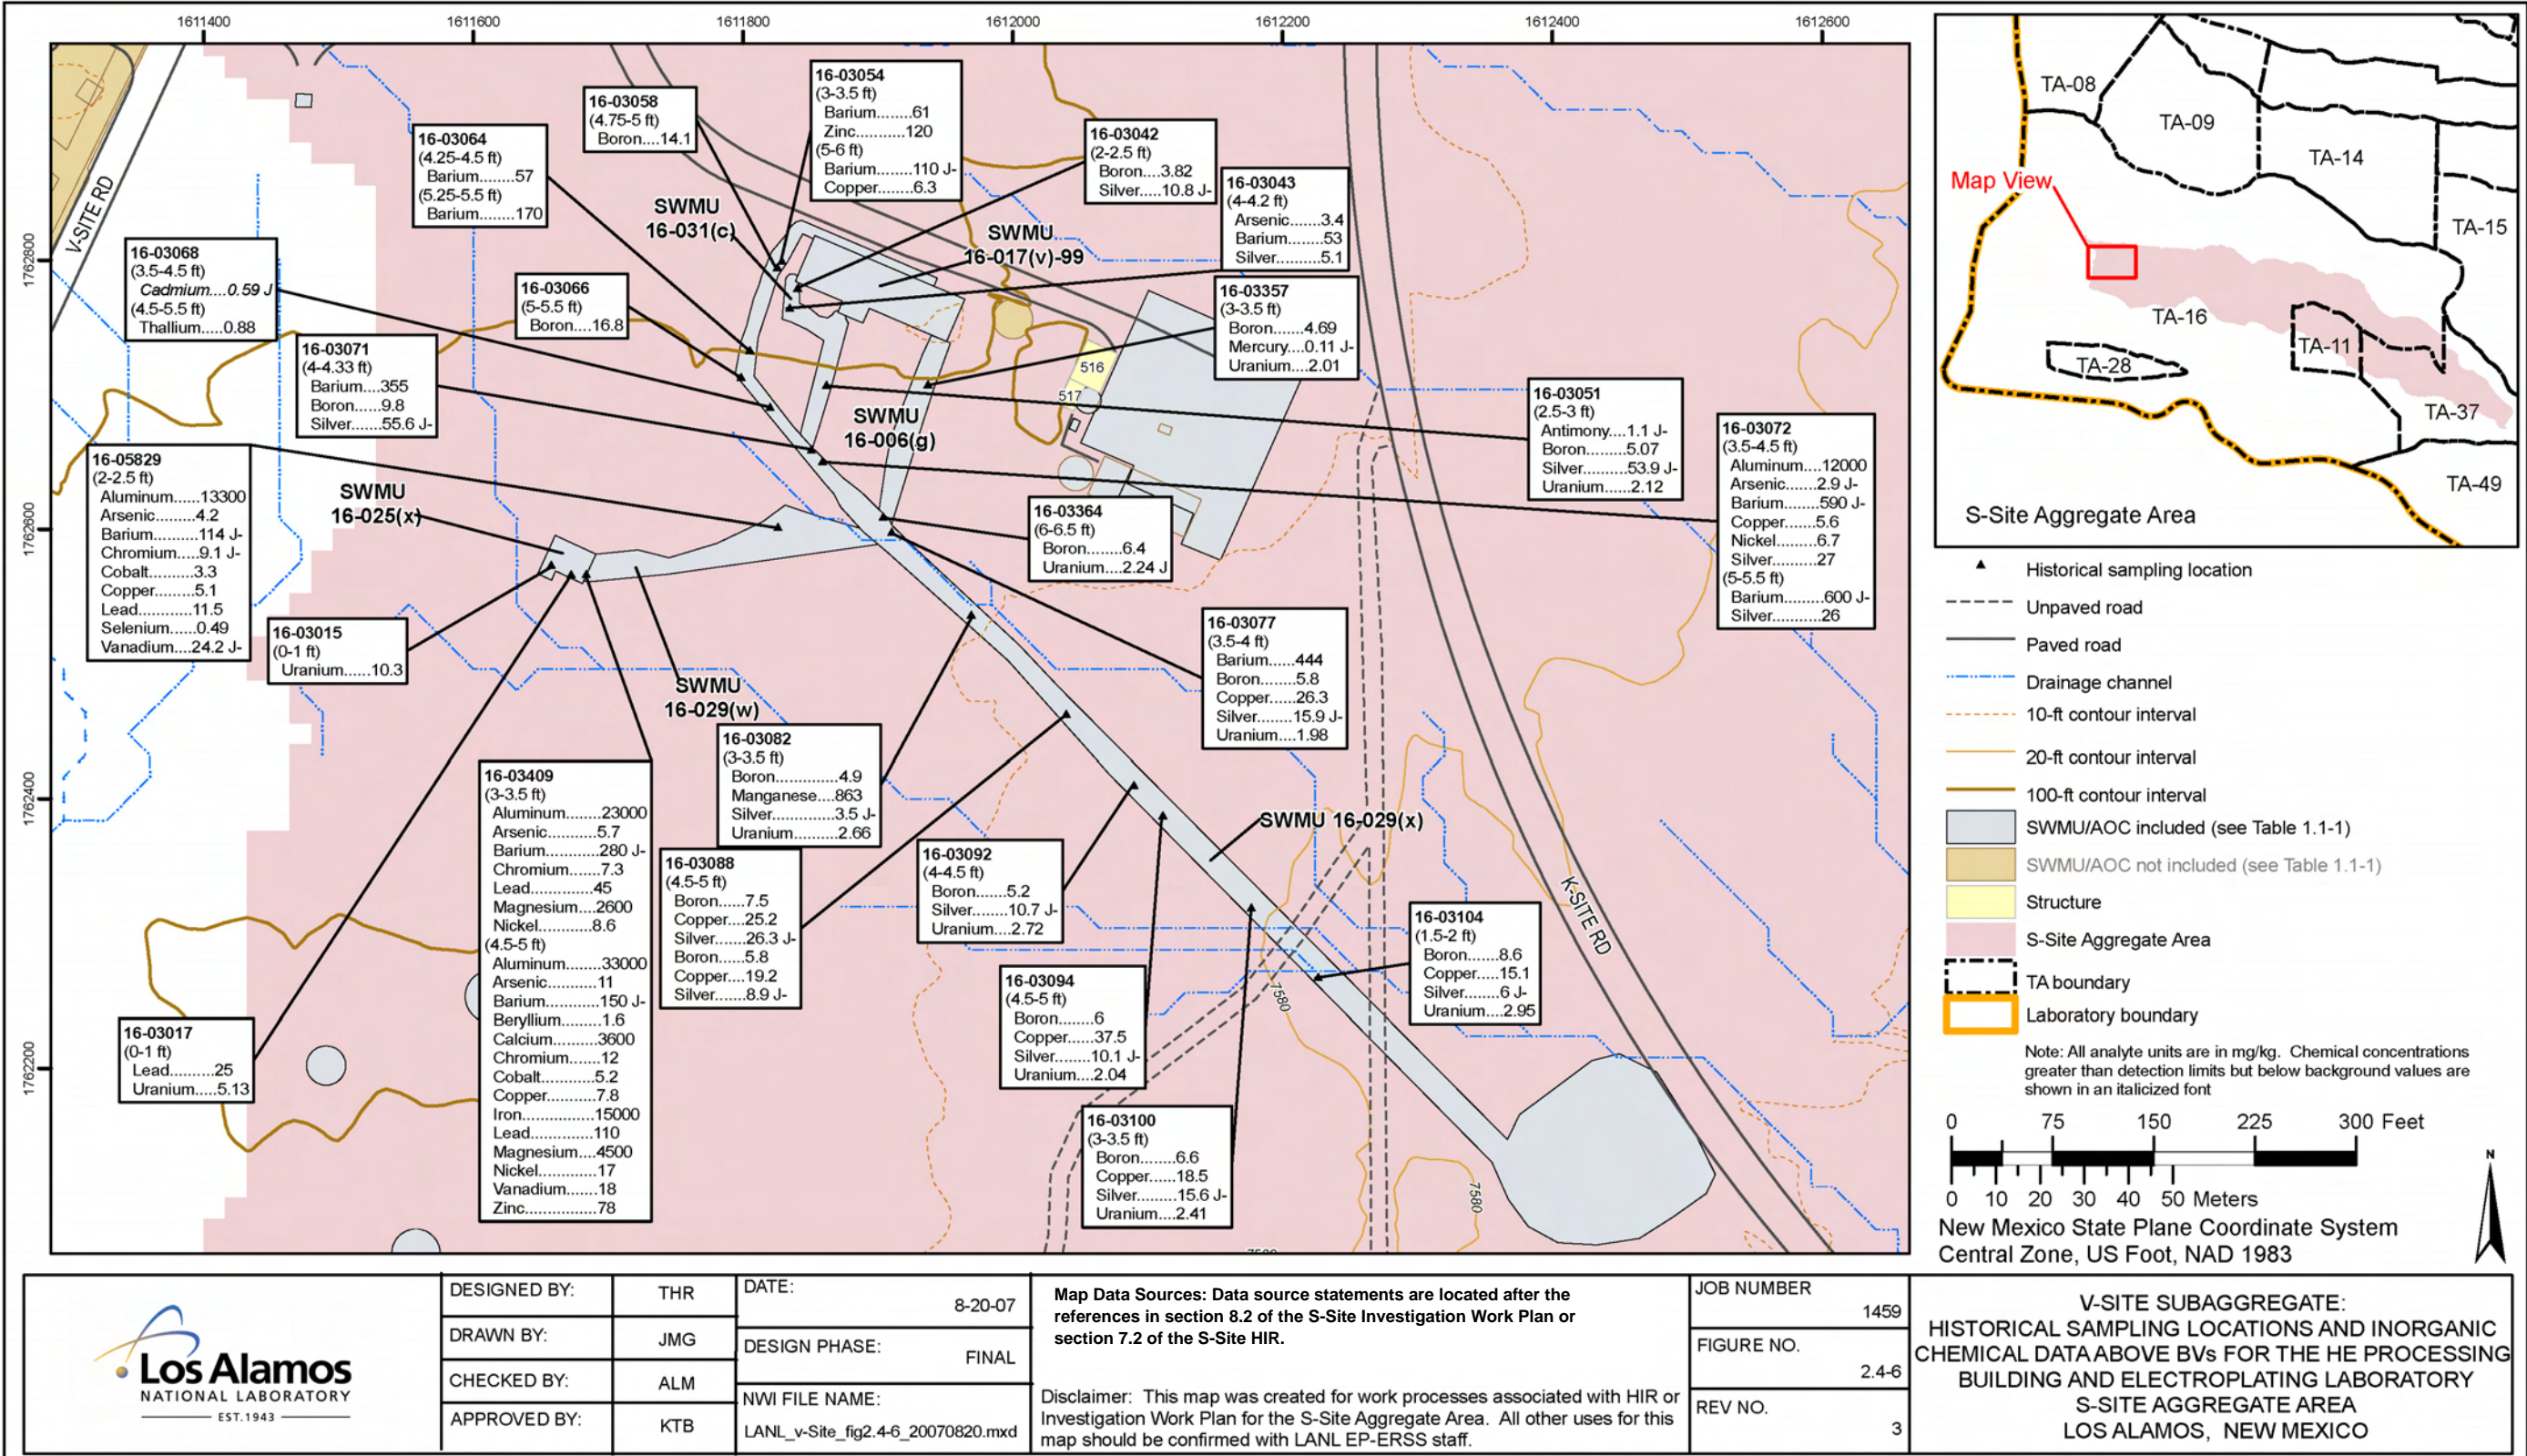 1611400
1611600
1611800
1612000
1612200
1612400
1612600
1762800
1762600
1762400
1762200
V-SITE RD
16-03058
(4.75-5 ft)
Boron....14.1
16-03054
(3-3.5 ft)
Barium........61
Zinc..........120
(5-6 ft)
Barium........110 J-
Copper.......6.3
16-03064
(4.25-4.5 ft)
Barium........57
(5.25-5.5 ft)
Barium.......170
16-03042
(2-2.5 ft)
Boron....3.82
Silver.....10.8 J-
16-03043
(4-4.2 ft)
Arsenic......3.4
Barium.......53
Silver........5.1
SWMU
16-031(c)
SWMU
16-017(v)-99
16-03068
(3.5-4.5 ft)
Cadmium....0.59 J
(4.5-5.5 ft)
Thallium.....0.88
16-03066
(5-5.5 ft)
Boron....16.8
16-03357
(3-3.5 ft)
Boron.......4.69
Mercury....0.11 J-
Uranium....2.01
16-03071
(4-4.33 ft)
Barium....355
Boron.....9.8
Silver.....55.6 J-
516
517
SWMU
16-006(g)
16-03051
(2.5-3 ft)
Antimony....1.1 J-
Boron.........5.07
Silver.........53.9 J-
Uranium......2.12
16-03072
(3.5-4.5 ft)
Aluminum....12000
Arsenic.......2.9 J-
Barium........590 J-
Copper.......5.6
Nickel.........6.7
Silver..........27
(5-5.5 ft)
Barium.........600 J-
Silver...........26
16-05829
(2-2.5 ft)
Aluminum......13300
Arsenic.........4.2
Barium..........114 J-
Chromium.....9.1 J-
Cobalt...........3.3
Copper..........5.1
Lead.............11.5
Selenium......0.49
Vanadium....24.2 J-
SWMU
16-025(x)
16-03364
(6-6.5 ft)
Boron........6.4
Uranium....2.24 J
16-03015
(0-1 ft)
Uranium......10.3
16-03077
(3.5-4 ft)
Barium......444
Boron........5.8
Copper......26.3
Silver........15.9 J-
Uranium....1.98
SWMU
16-029(w)
16-03082
(3-3.5 ft)
Boron.............4.9
Manganese....863
Silver..............3.5 J-
Uranium.........2.66
16-03409
(3-3.5 ft)
Aluminum........23000
Arsenic...........5.7
Barium............280 J-
Chromium.......7.3
Lead...............45
Magnesium....2600
Nickel.............8.6
(4.5-5 ft)
Aluminum........33000
Arsenic...........11
Barium............150 J-
Beryllium........1.6
Calcium..........3600
Chromium.......12
Cobalt............5.2
Copper...........7.8
Iron................15000
Lead..............110
Magnesium....4500
Nickel.............17
Vanadium.......18
Zinc................78
16-03088
(4.5-5 ft)
Boron......7.5
Copper....25.2
Silver.......26.3 J-
Boron......5.8
Copper....19.2
Silver.......8.9 J-
SWMU 16-029(x)
16-03092
(4-4.5 ft)
Boron......5.2
Silver.......10.7 J-
Uranium...2.72
K-SITE RD
16-03104
(1.5-2 ft)
Boron.......8.6
Copper.....15.1
Silver........6 J-
Uranium...2.95
16-03094
(4.5-5 ft)
Boron.......6
Copper.....37.5
Silver........10.1 J-
Uranium....2.04
7580
16-03017
(0-1 ft)
Lead.........25
Uranium.....5.13
16-03100
(3-3.5 ft)
Boron.......6.6
Copper.....18.5
Silver........15.6 J-
Uranium....2.41
7580
TA-08
TA-09
TA-14
Map View
TA-15
TA-16
TA-11
TA-28
TA-37
TA-49
S-Site Aggregate Area
Historical sampling location
Unpaved road
Paved road
Drainage channel
10-ft contour interval
20-ft contour interval
100-ft contour interval
SWMU/AOC included (see Table 1.1-1)
SWMU/AOC not included (see Table 1.1-1)
Structure
S-Site Aggregate Area
TA boundary
Laboratory boundary
Note: All analyte units are in mg/kg. Chemical concentrations
greater than detection limits but below background values are
shown in an italicized font
0 75 150 225 300 Feet
0 10 20 30 40 50 Meters
N
New Mexico State Plane Coordinate System
Central Zone, US Foot, NAD 1983
Los Alamos
NATIONAL LABORATORY
EST.1943
DESIGNED BY: THR
DRAWN BY: JMG
CHECKED BY: ALM
APPROVED BY: KTB
DATE:
8-20-07
DESIGN PHASE:
FINAL
NWI FILE NAME:
LANL_v-Site_fig2.4-6_20070820.mxd
Map Data Sources: Data source statements are located after the
references in section 8.2 of the S-Site Investigation Work Plan or
section 7.2 of the S-Site HIR.
Disclaimer: This map was created for work processes associated with HIR or
Investigation Work Plan for the S-Site Aggregate Area. All other uses for this
map should be confirmed with LANL EP-ERSS staff.
JOB NUMBER
1459
FIGURE NO.
2.4-6
REV NO.
3
V-SITE SUBAGGREGATE:
HISTORICAL SAMPLING LOCATIONS AND INORGANIC
CHEMICAL DATA ABOVE BVs FOR THE HE PROCESSING
BUILDING AND ELECTROPLATING LABORATORY
S-SITE AGGREGATE AREA
LOS ALAMOS, NEW MEXICO